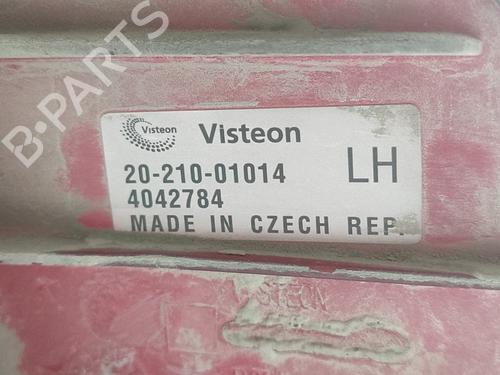 B-PARTS
Visteon Visteon
20-210-01014 LH
4042784
MADE IN CZECH REP.